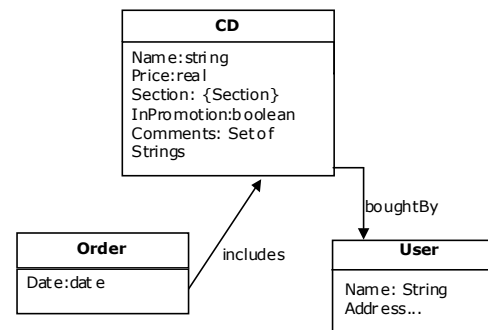 CD
Name:string
Price:real
Section: {Section}
InPromotion:boolean
Comments: Set of
Strings
boughtBy
Order
includes
User
Date:date
Name: String
Address...